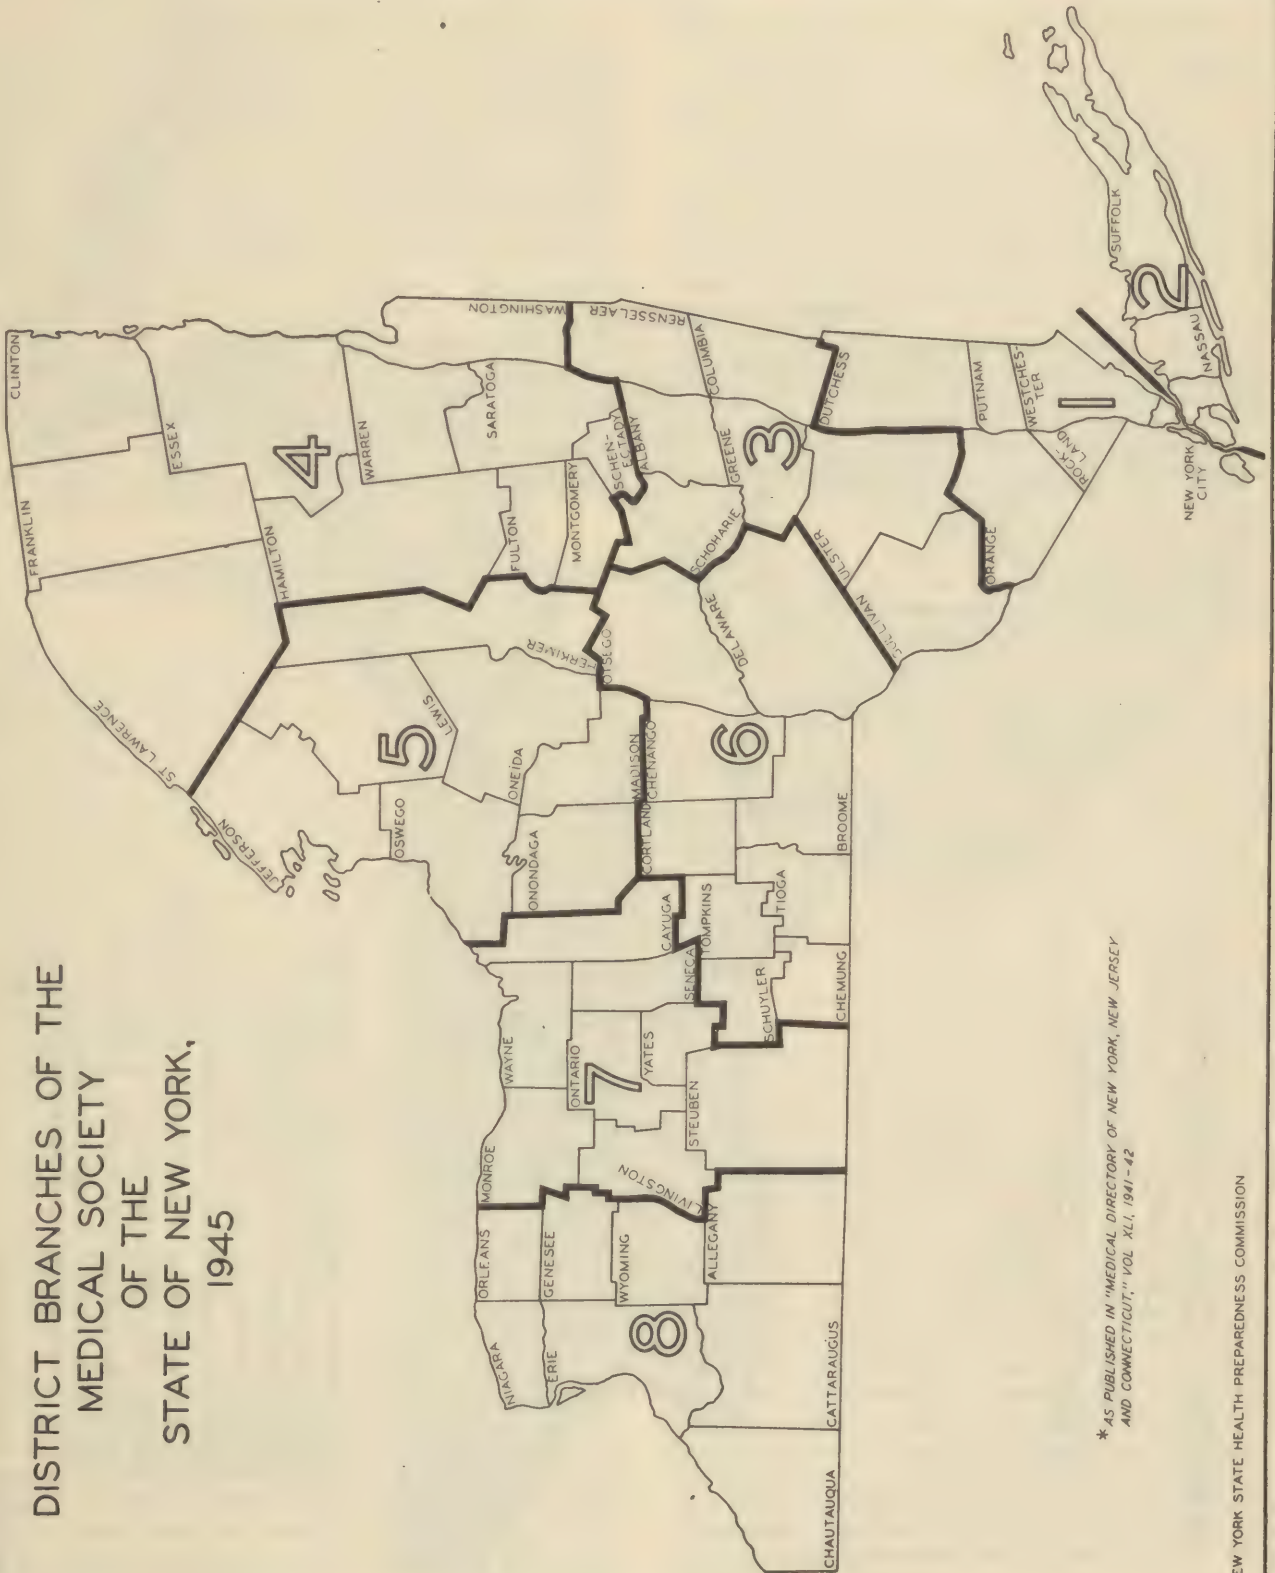 DISTRICT BRANCHES OF THE
MEDICAL SOCIETY
OF THE
STATE OF NEW YORK,
1945
CLINTON
FRANKLIN
ESSEX
ST LAWRENCE
4
HAMILTON
WARREN
WASHINGTON
SARATOGA
FULTON
MONTGOMERY
SCHEN-
ECTADY
JEFFERSON
LEWIS
5
OSWEGO
ONEIDA
HERKIMER
ONONDAGA
MADISON
RENSSELAER
ALBANY
COLUMBIA
GREENE
3
SCHOHARIE
ULSTER
SULLIVAN
OTSEGO
DELAWARE
CHENANGO
6
CORTLAND
BROOME
TIOGA
TOMPKINS
SCHUYLER
CHEMUNG
CAYUGA
SENECA
WAYNE
ONTARIO
7
YATES
MONROE
LIVINGSTON
STEUBEN
ORLEANS
GENESEE
WYOMING
ALLEGANY
NIAGARA
ERIE
8
CATTARAUGUS
CHAUTAUQUA
DUTCHESS
PUTNAM
WESTCHES-
TER
1
ORANGE
ROCK-
LAND
NEW YORK
CITY
SUFFOLK
2
NASSAU
*AS PUBLISHED IN "MEDICAL DIRECTORY OF NEW YORK, NEW JERSEY
AND CONNECTICUT," VOL XLI, 1941-42
EW YORK STATE HEALTH PREPAREDNESS COMMISSION